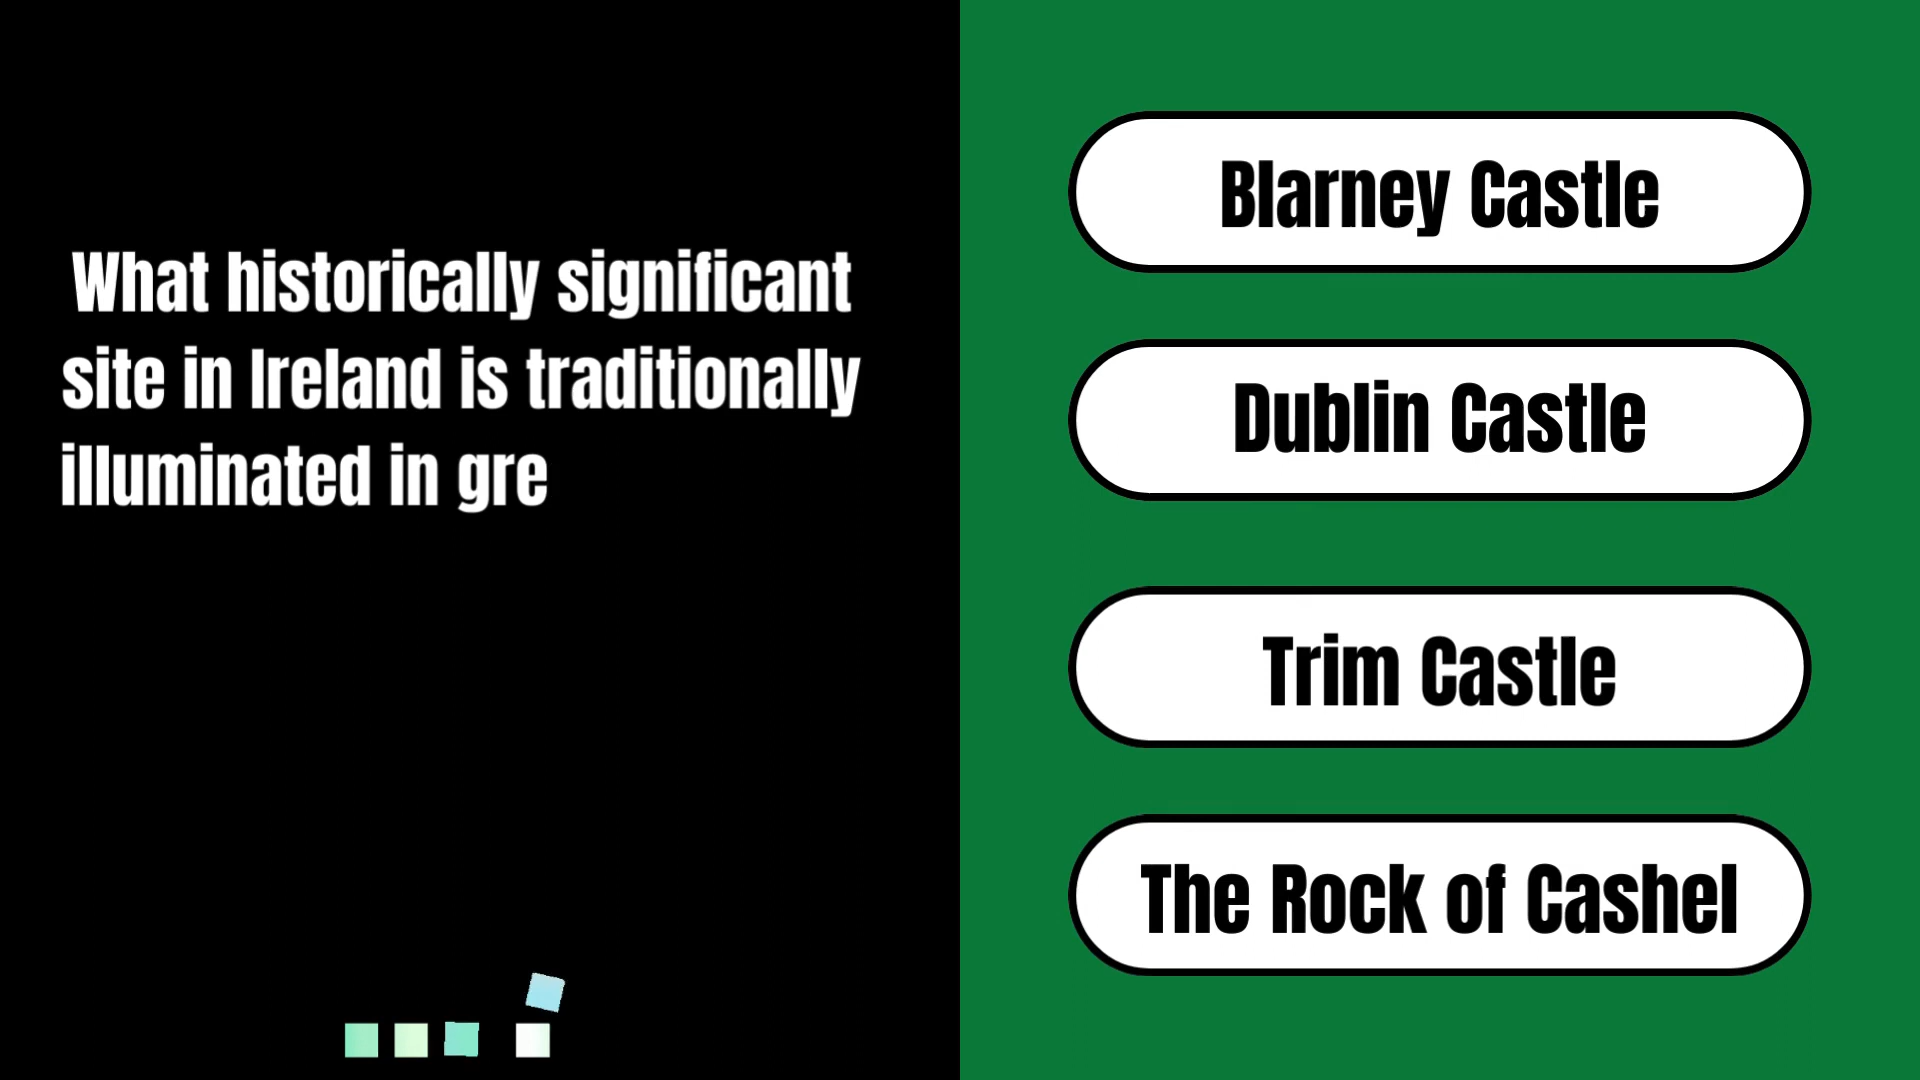 What historically significant
site in Ireland is traditionally
illuminated in gre
Blarney Castle
Dublin Castle
Trim Castle
The Rock of Cashel